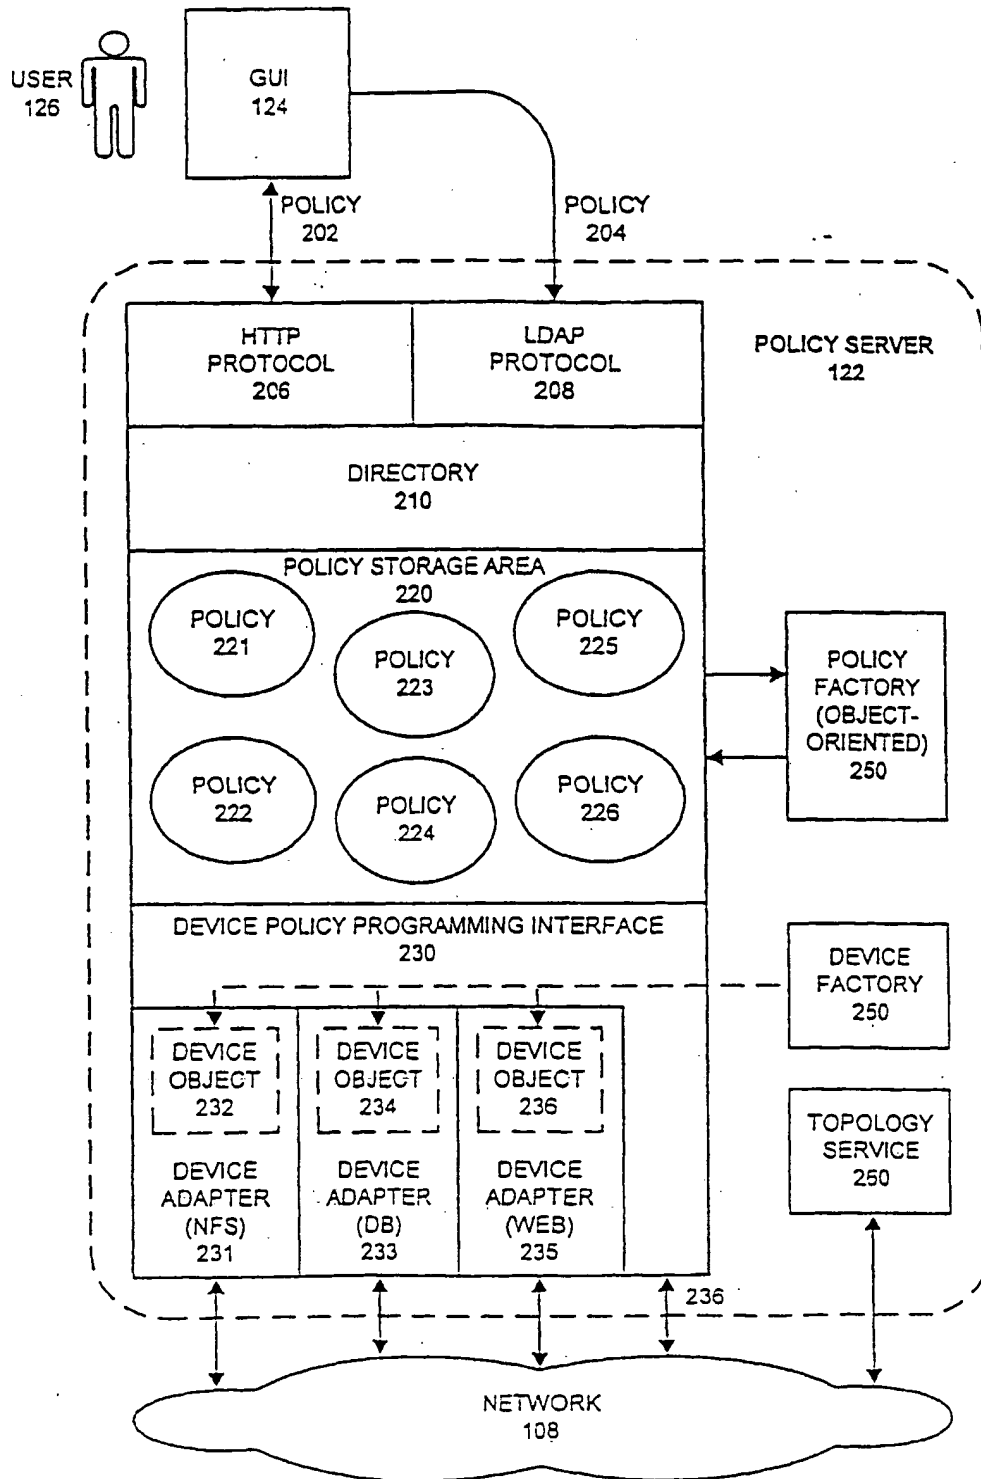 USER
126
GUI
124
POLICY
202
POLICY
204
HTTP
PROTOCOL
206
LDAP
PROTOCOL
208
POLICY SERVER
122
DIRECTORY
210
POLICY STORAGE AREA
220
POLICY
221
POLICY
223
POLICY
225
POLICY
222
POLICY
224
POLICY
226
POLICY
FACTORY
(OBJECT-
ORIENTED)
250
DEVICE POLICY PROGRAMMING INTERFACE
230
DEVICE
FACTORY
250
DEVICE
OBJECT
232
DEVICE
OBJECT
234
DEVICE
OBJECT
236
DEVICE
ADAPTER
(NFS)
231
DEVICE
ADAPTER
(DB)
233
DEVICE
ADAPTER
(WEB)
235
TOPOLOGY
SERVICE
250
236
NETWORK
108